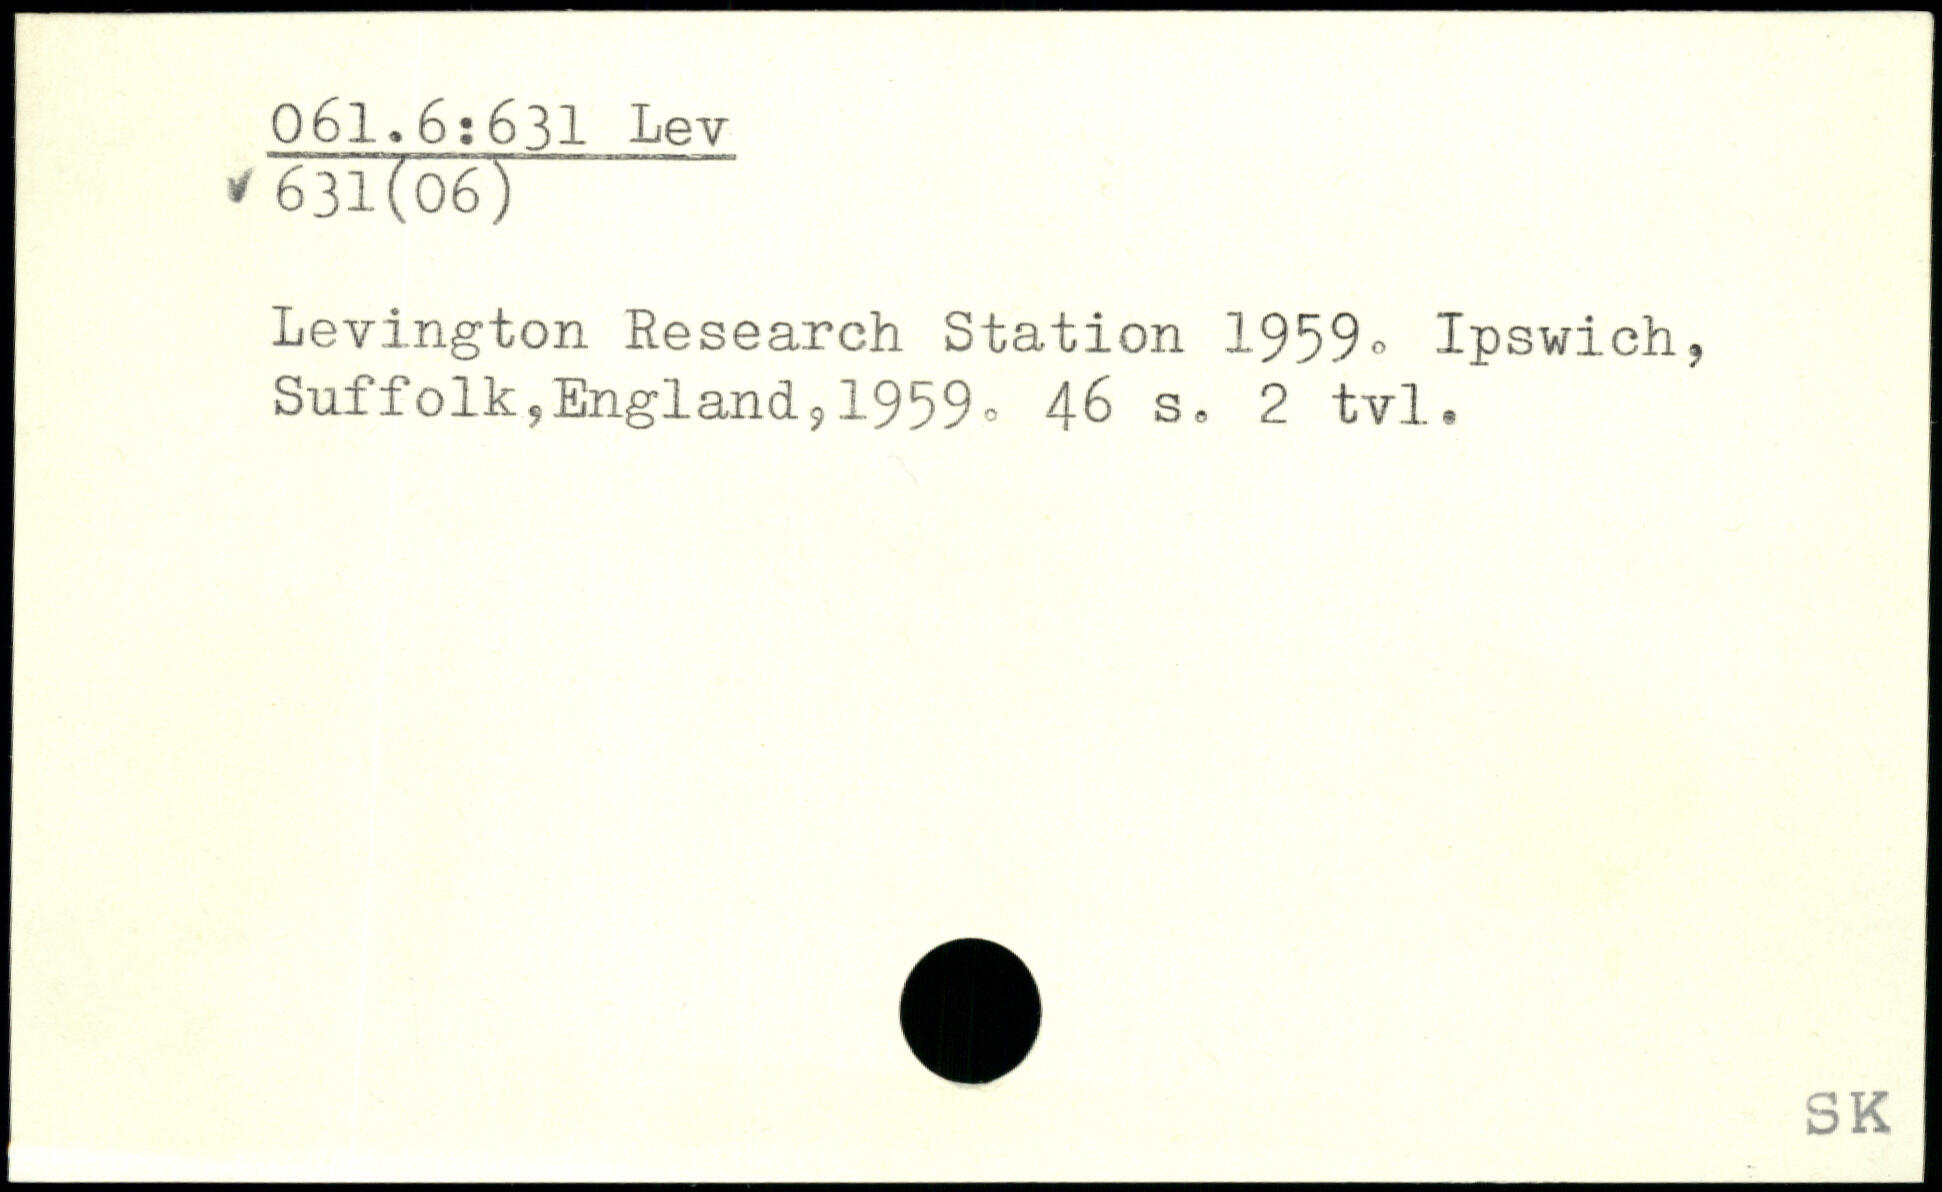 061.6:631 Lev
✓ 631(06)
Levington Research Station 1959. Ipswich,
Suffolk,England,1959. 46 s. 2 tvl.
SK